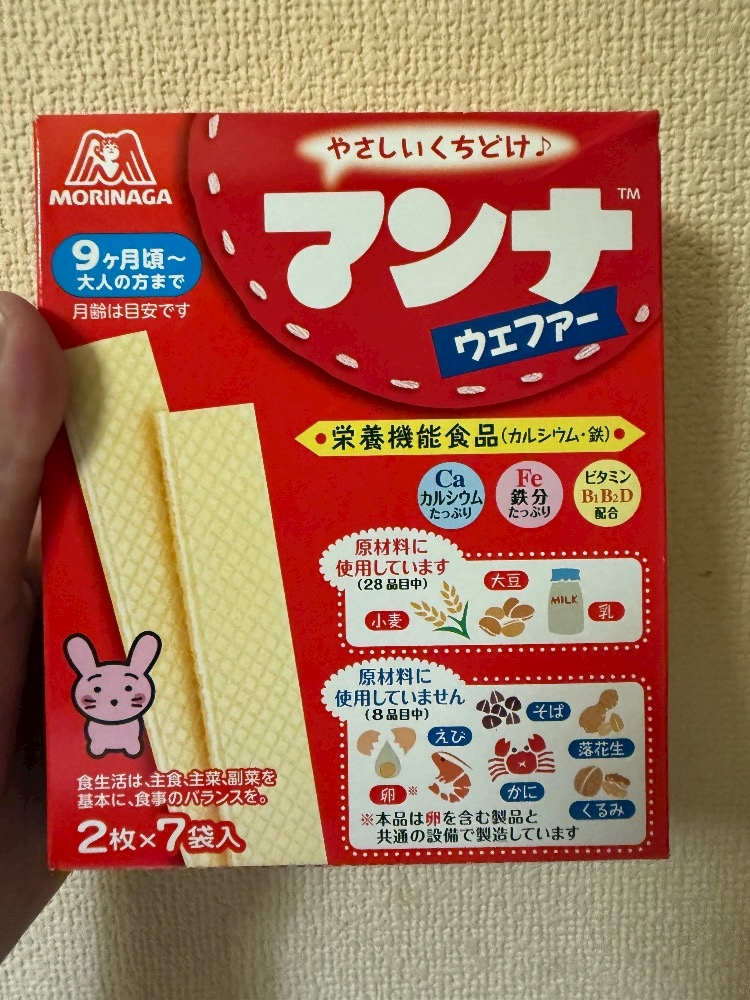 MORINAGA
やさしいくちどけ♪
マンナ™
ウエファー
9ヶ月頃～
大人の方まで
月齢は目安です
栄養機能食品(カルシウム・鉄)
Ca
カルシウム
たっぷり
Fe
鉄分
たっぷり
ビタミン
B1B2D
配合
原材料に
使用しています
(28品目中)
小麦
大豆
MILK
乳
原材料に
使用していません
(8品目中)
卵※
えび
そば
かに
落花生
くるみ
※本品は卵を含む製品と
共通の設備で製造しています
食生活は、主食、主菜、副菜を
基本に、食事のバランスを。
2枚×7袋入